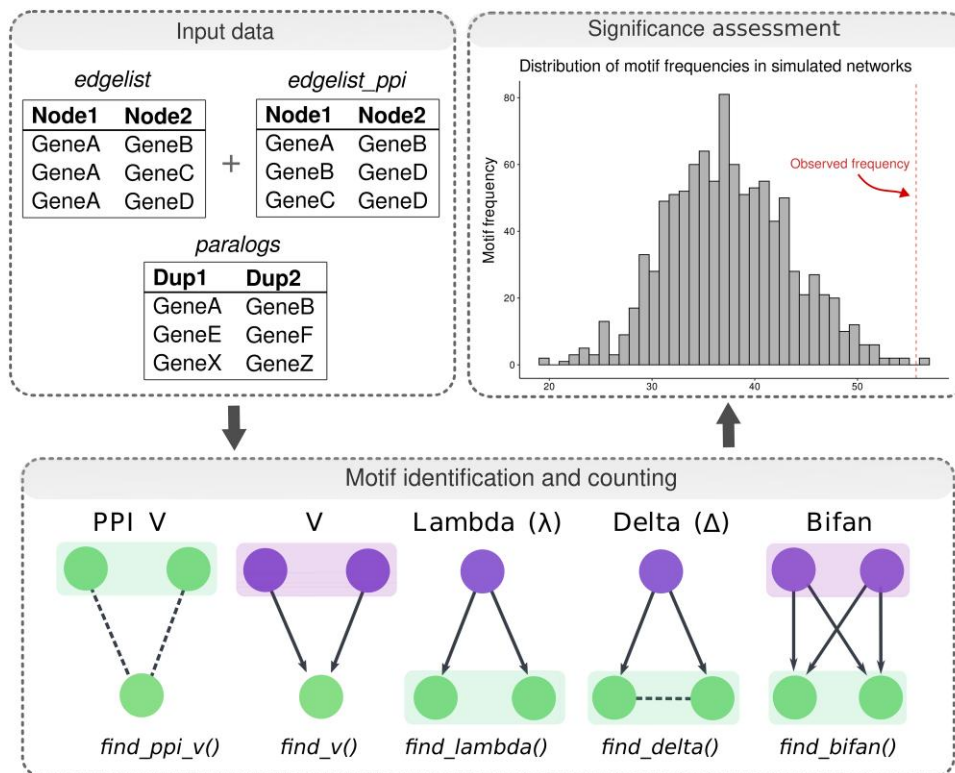 Input data
edgelist
Node1 Node2
GeneA GeneB
GeneA GeneC
GeneA GeneD
+
edgelist_ppi
Node1 Node2
GeneA GeneB
GeneB GeneD
GeneC GeneD
paralogs
Dup1 Dup2
GeneA GeneB
GeneE GeneF
GeneX GeneZ
Significance assessment
Distribution of motif frequencies in simulated networks
Motif frequency
80
60
40
20
0
20 30 40 50
Observed frequency
Motif identification and counting
PPI V
V
Lambda (λ)
Delta (Δ)
Bifan
find_ppi_v()
find_v()
find_lambda()
find_delta()
find_bifan()